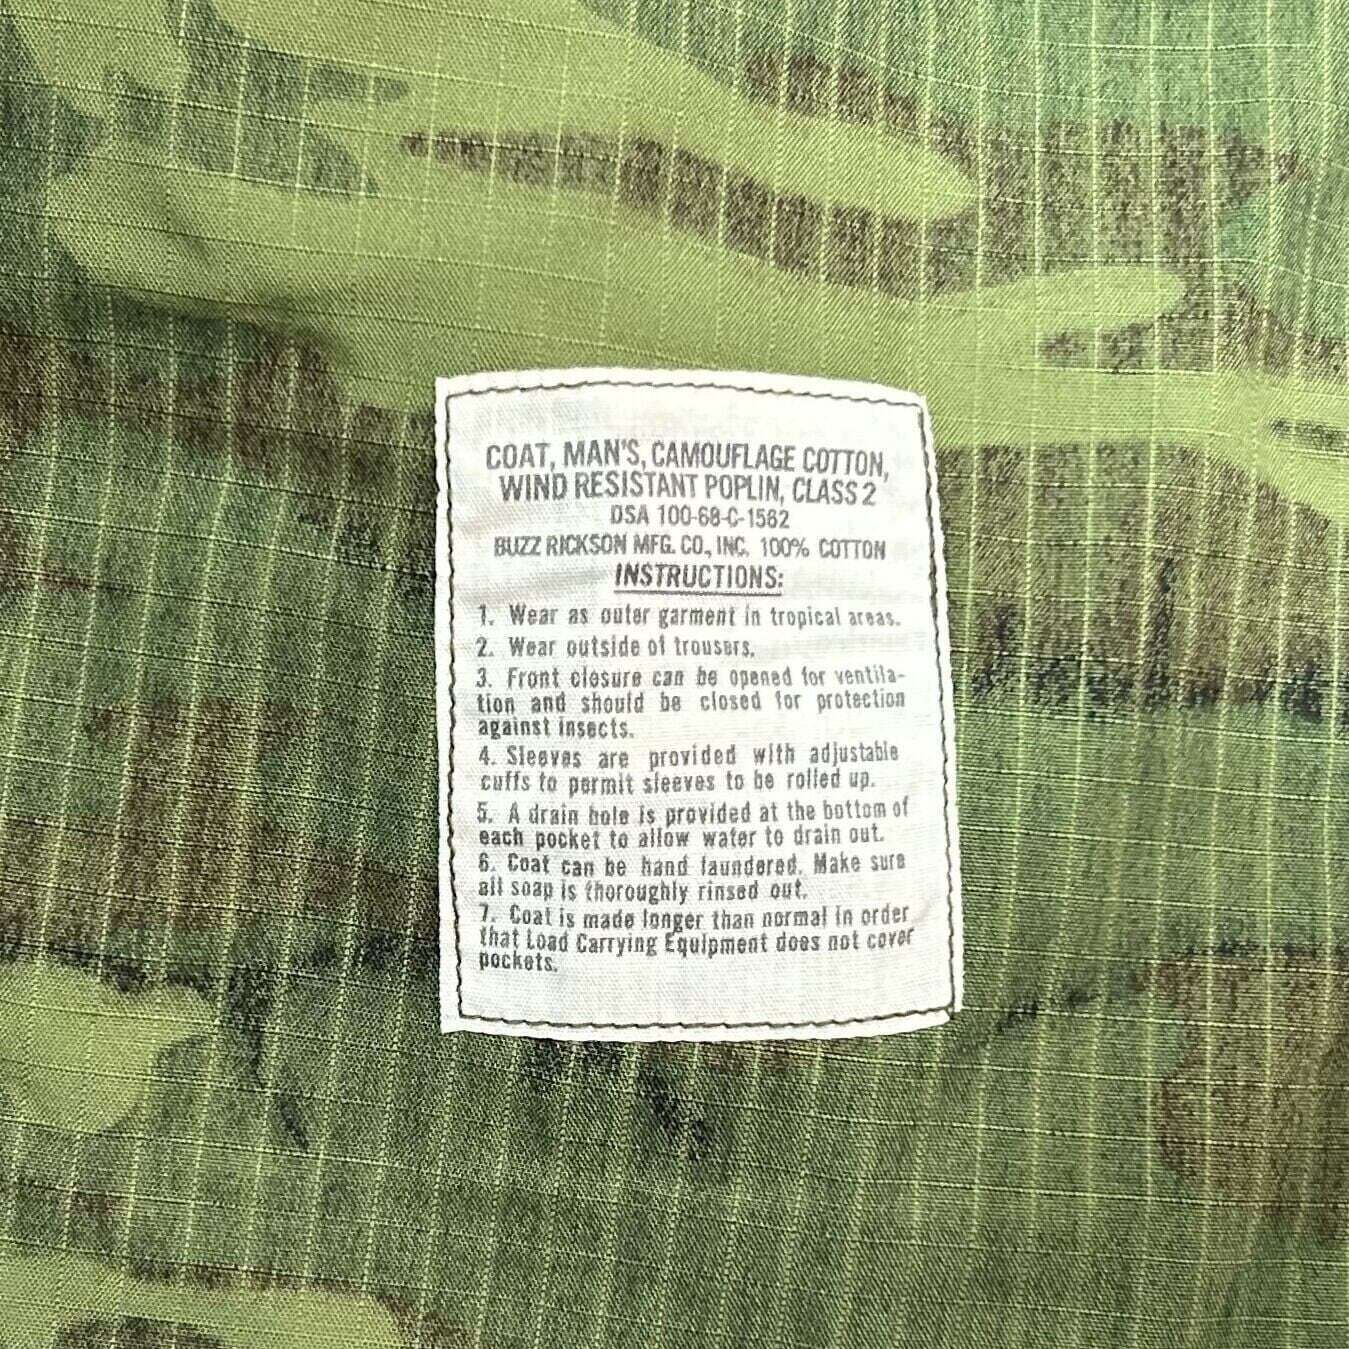 COAT, MAN'S, CAMOUFLAGE COTTON,
WIND RESISTANT POPLIN, CLASS 2
DSA 100-68-C-1562
BUZZ RICKSON MFG. CO., INC. 100% COTTON
INSTRUCTIONS:
1. Wear as outer garment in tropical areas.
2. Wear outside of trousers.
3. Front closure can be opened for ventila-
tion and should be closed for protection
against insects.
4. Sleeves are provided with adjustable
cuffs to permit sleeves to be rolled up.
5. A drain hole is provided at the bottom of
each pocket to allow water to drain out.
6. Coat can be hand laundered. Make sure
all soap is thoroughly rinsed out.
7. Coat is made longer than normal in order
that Load Carrying Equipment does not cover
pockets.